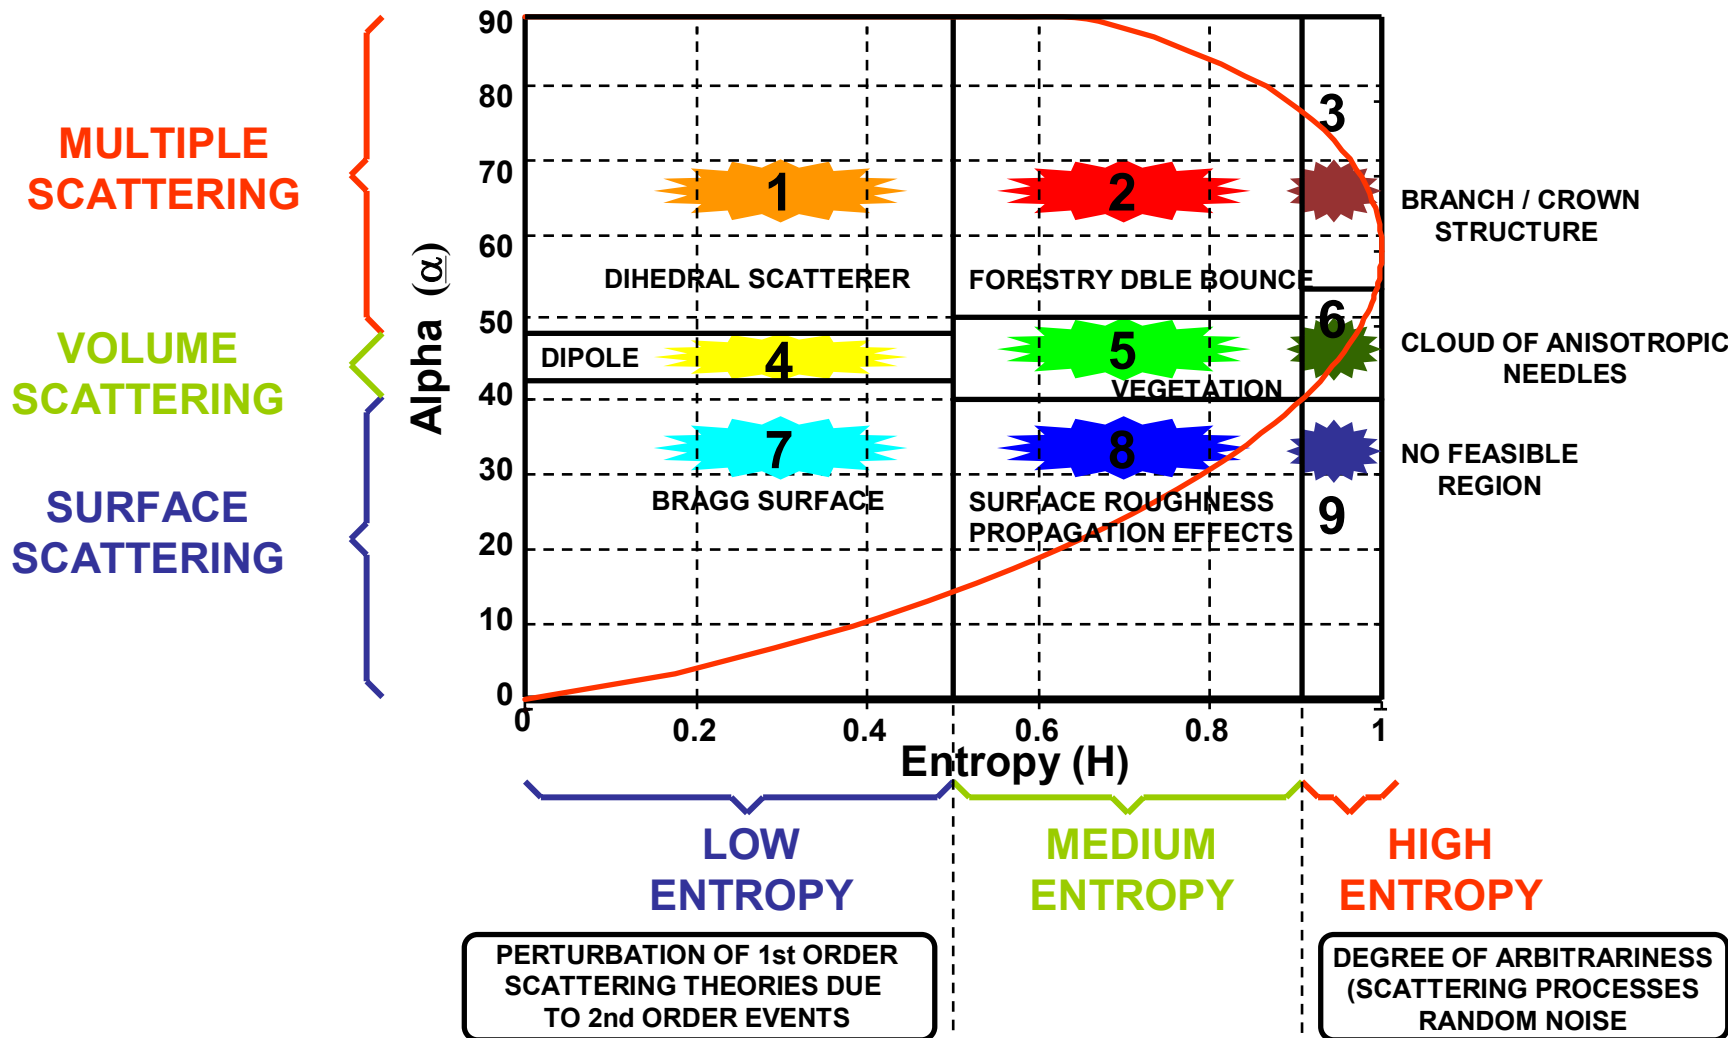 90
80
70
60
50
40
30
20
10
0
0
0.2
0.4
0.6
0.8
1
Alpha (α)
Entropy (H)
MULTIPLE
SCATTERING
VOLUME
SCATTERING
SURFACE
SCATTERING
1
DIHEDRAL SCATTERER
2
FORESTRY DBLE BOUNCE
3
BRANCH / CROWN
STRUCTURE
DIPOLE
4
5
VEGETATION
6
CLOUD OF ANISOTROPIC
NEEDLES
7
BRAGG SURFACE
8
SURFACE ROUGHNESS
PROPAGATION EFFECTS
9
NO FEASIBLE
REGION
LOW
ENTROPY
MEDIUM
ENTROPY
HIGH
ENTROPY
PERTURBATION OF 1st ORDER
SCATTERING THEORIES DUE
TO 2nd ORDER EVENTS
DEGREE OF ARBITRARINESS
(SCATTERING PROCESSES
RANDOM NOISE